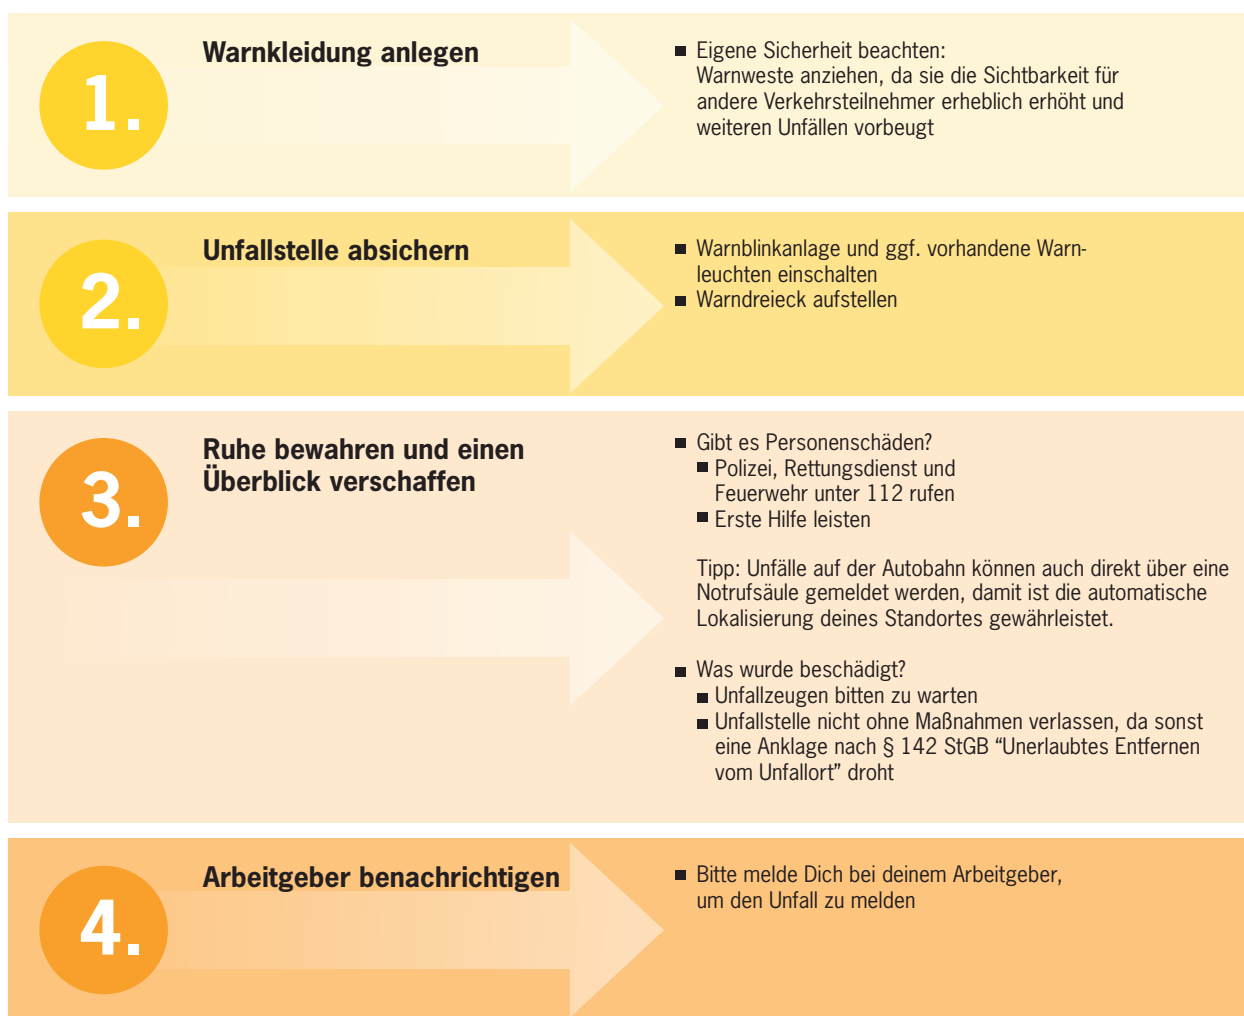 1.
Warnkleidung anlegen
■ Eigene Sicherheit beachten:
Warnweste anziehen, da sie die Sichtbarkeit für
andere Verkehrsteilnehmer erheblich erhöht und
weiteren Unfällen vorbeugt
2.
Unfallstelle absichern
■ Warnblinkanlage und ggf. vorhandene Warn-
leuchten einschalten
■ Warndreieck aufstellen
3.
Ruhe bewahren und einen
Überblick verschaffen
■ Gibt es Personenschäden?
■ Polizei, Rettungsdienst und
Feuerwehr unter 112 rufen
■ Erste Hilfe leisten
Tipp: Unfälle auf der Autobahn können auch direkt über eine
Notrufsäule gemeldet werden, damit ist die automatische
Lokalisierung deines Standortes gewährleistet.
■ Was wurde beschädigt?
■ Unfallzeugen bitten zu warten
■ Unfallstelle nicht ohne Maßnahmen verlassen, da sonst
eine Anklage nach § 142 StGB “Unerlaubtes Entfernen
vom Unfallort” droht
4.
Arbeitgeber benachrichtigen
■ Bitte melde Dich bei deinem Arbeitgeber,
um den Unfall zu melden